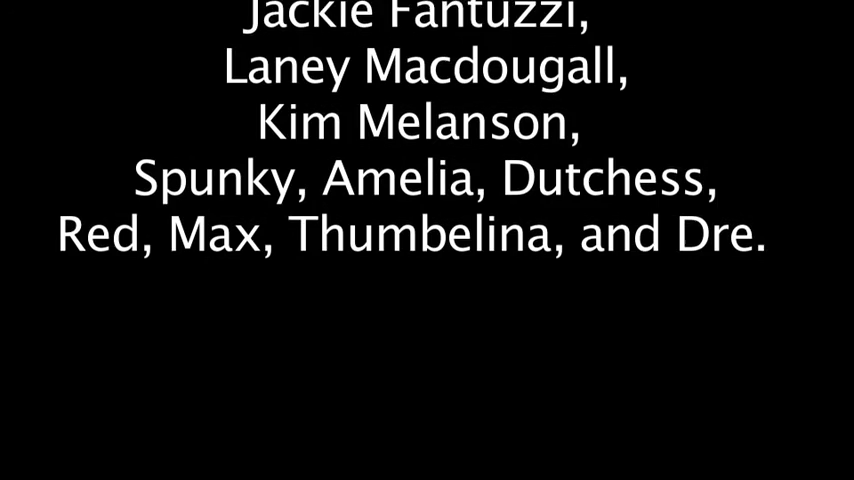 Jackie Fantuzzi,
Laney Macdougall,
Kim Melanson,
Spunky, Amelia, Dutchess,
Red, Max, Thumbelina, and Dre.